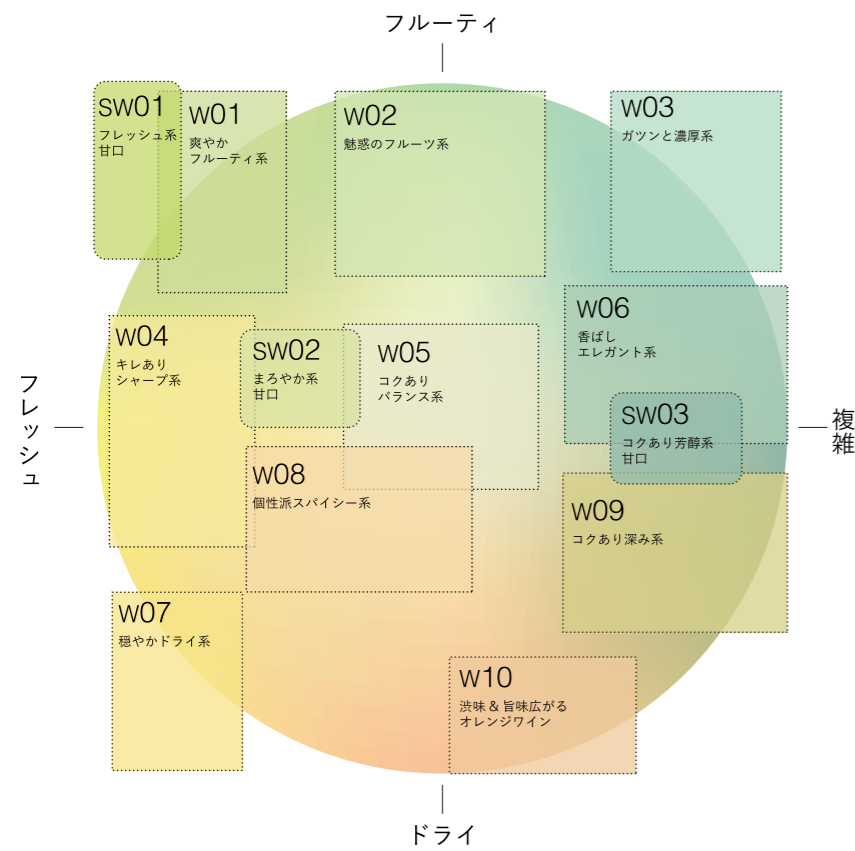 フルーティ
SW01
フレッシュ系
甘口
W01
爽やか
フルーティ系
W02
魅惑のフルーツ系
W03
ガツンと濃厚系
W04
キレあり
シャープ系
SW02
まろやか系
甘口
W05
コクあり
バランス系
W06
香ばし
エレガント系
フレッシュ
SW03
コクあり芳醇系
甘口
複雑
W08
個性派スパイシー系
W09
コクあり深み系
W07
穏やかドライ系
W10
渋味&旨味広がる
オレンジワイン
ドライ